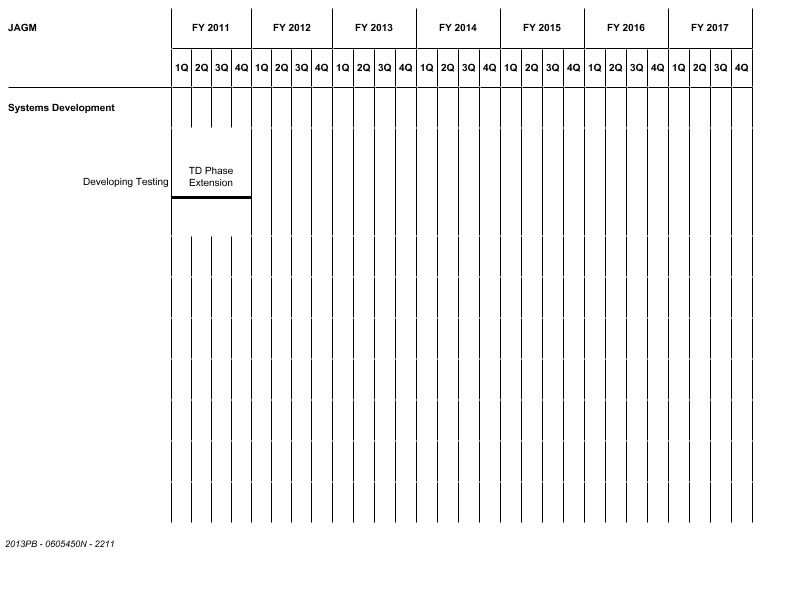 JAGM FY 2011 FY 2012 FY 2013 FY 2014 FY 2015 FY 2016 FY 2017
1Q 2Q 3Q 4Q 1Q 2Q 3Q 4Q 1Q 2Q 3Q 4Q 1Q 2Q 3Q 4Q 1Q 2Q 3Q 4Q 1Q 2Q 3Q 4Q 1Q 2Q 3Q 4Q
Systems Development
Developing Testing
TD Phase
Extension
2013PB - 0605450N - 2211